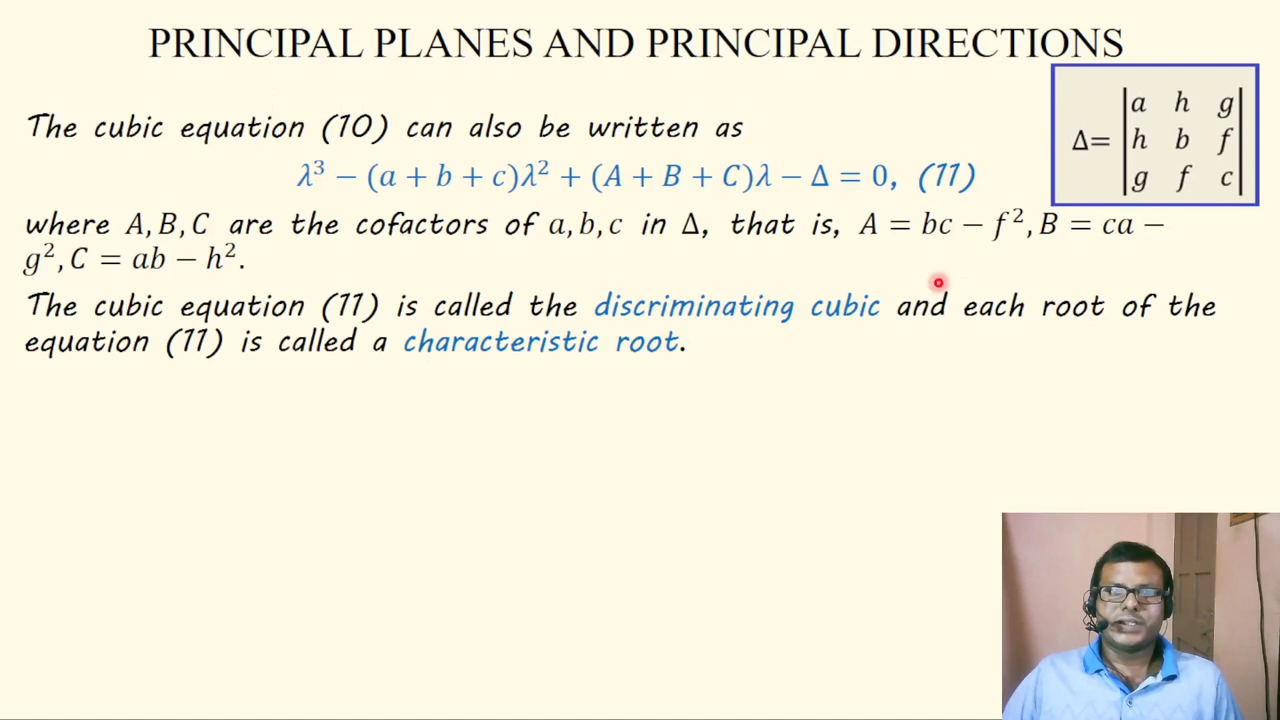 PRINCIPAL PLANES AND PRINCIPAL DIRECTIONS
The cubic equation (10) can also be written as
λ³ − (a + b + c)λ² + (A + B + C)λ − Δ = 0, (11)
Δ= |a h g|
|h b f|
|g f c|
where A, B, C are the cofactors of a, b, c in Δ, that is, A = bc − f², B = ca −
g², C = ab − h².
The cubic equation (11) is called the discriminating cubic and each root of the
equation (11) is called a characteristic root.